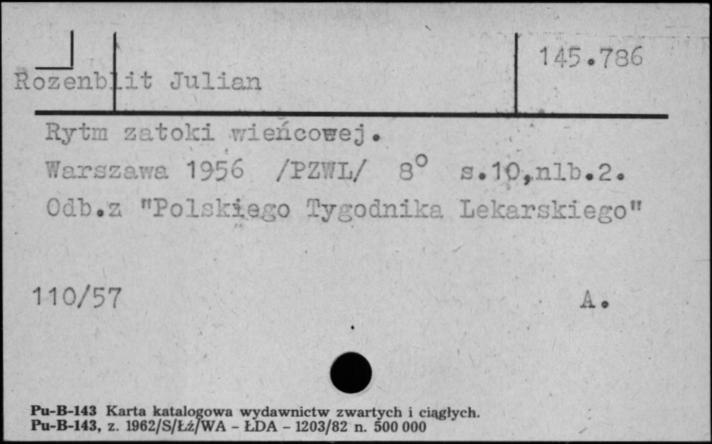 145.786
Rozenblit Julian
Rytm zatoki wieńcowej.
Warszawa 1956 /PZWL/ 8° s.10,nlb.2.
Odb.z "Polskiego Tygodnika Lekarskiego"
110/57 A.
Pu-B-143 Karta katalogowa wydawnictw zwartych i ciągłych.
Pu-B-143, z. 1962/S/Łź/WA - ŁDA - 1203/82 n. 500 000